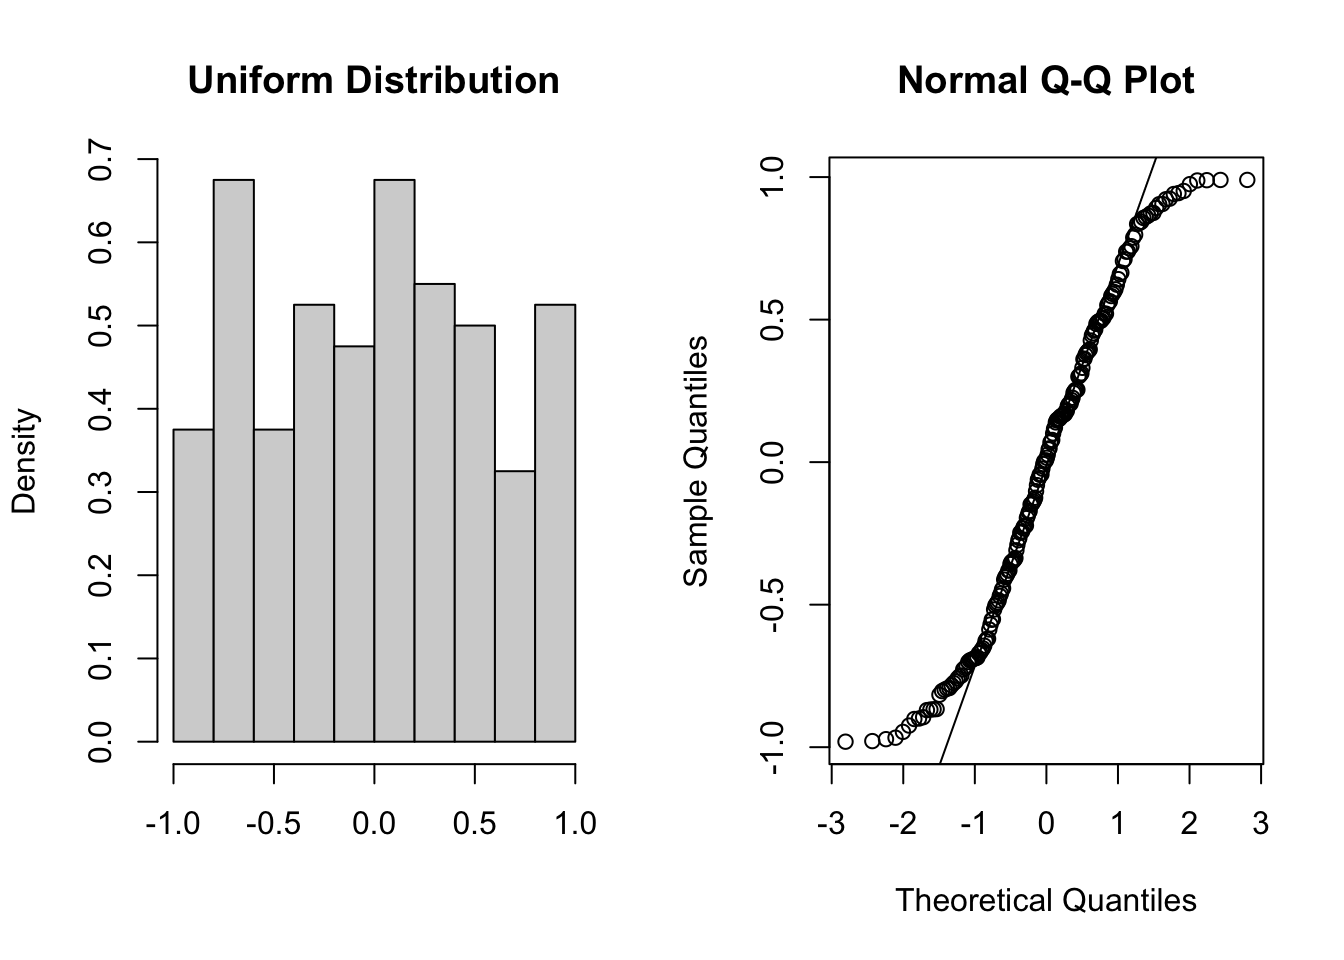 Uniform Distribution
Density
0.7
0.6
0.5
0.4
0.3
0.2
0.1
0.0
-1.0 -0.5 0.0 0.5 1.0
Normal Q-Q Plot
Sample Quantiles
1.0
0.5
0.0
-0.5
-1.0
-3 -2 -1 0 1 2 3
Theoretical Quantiles